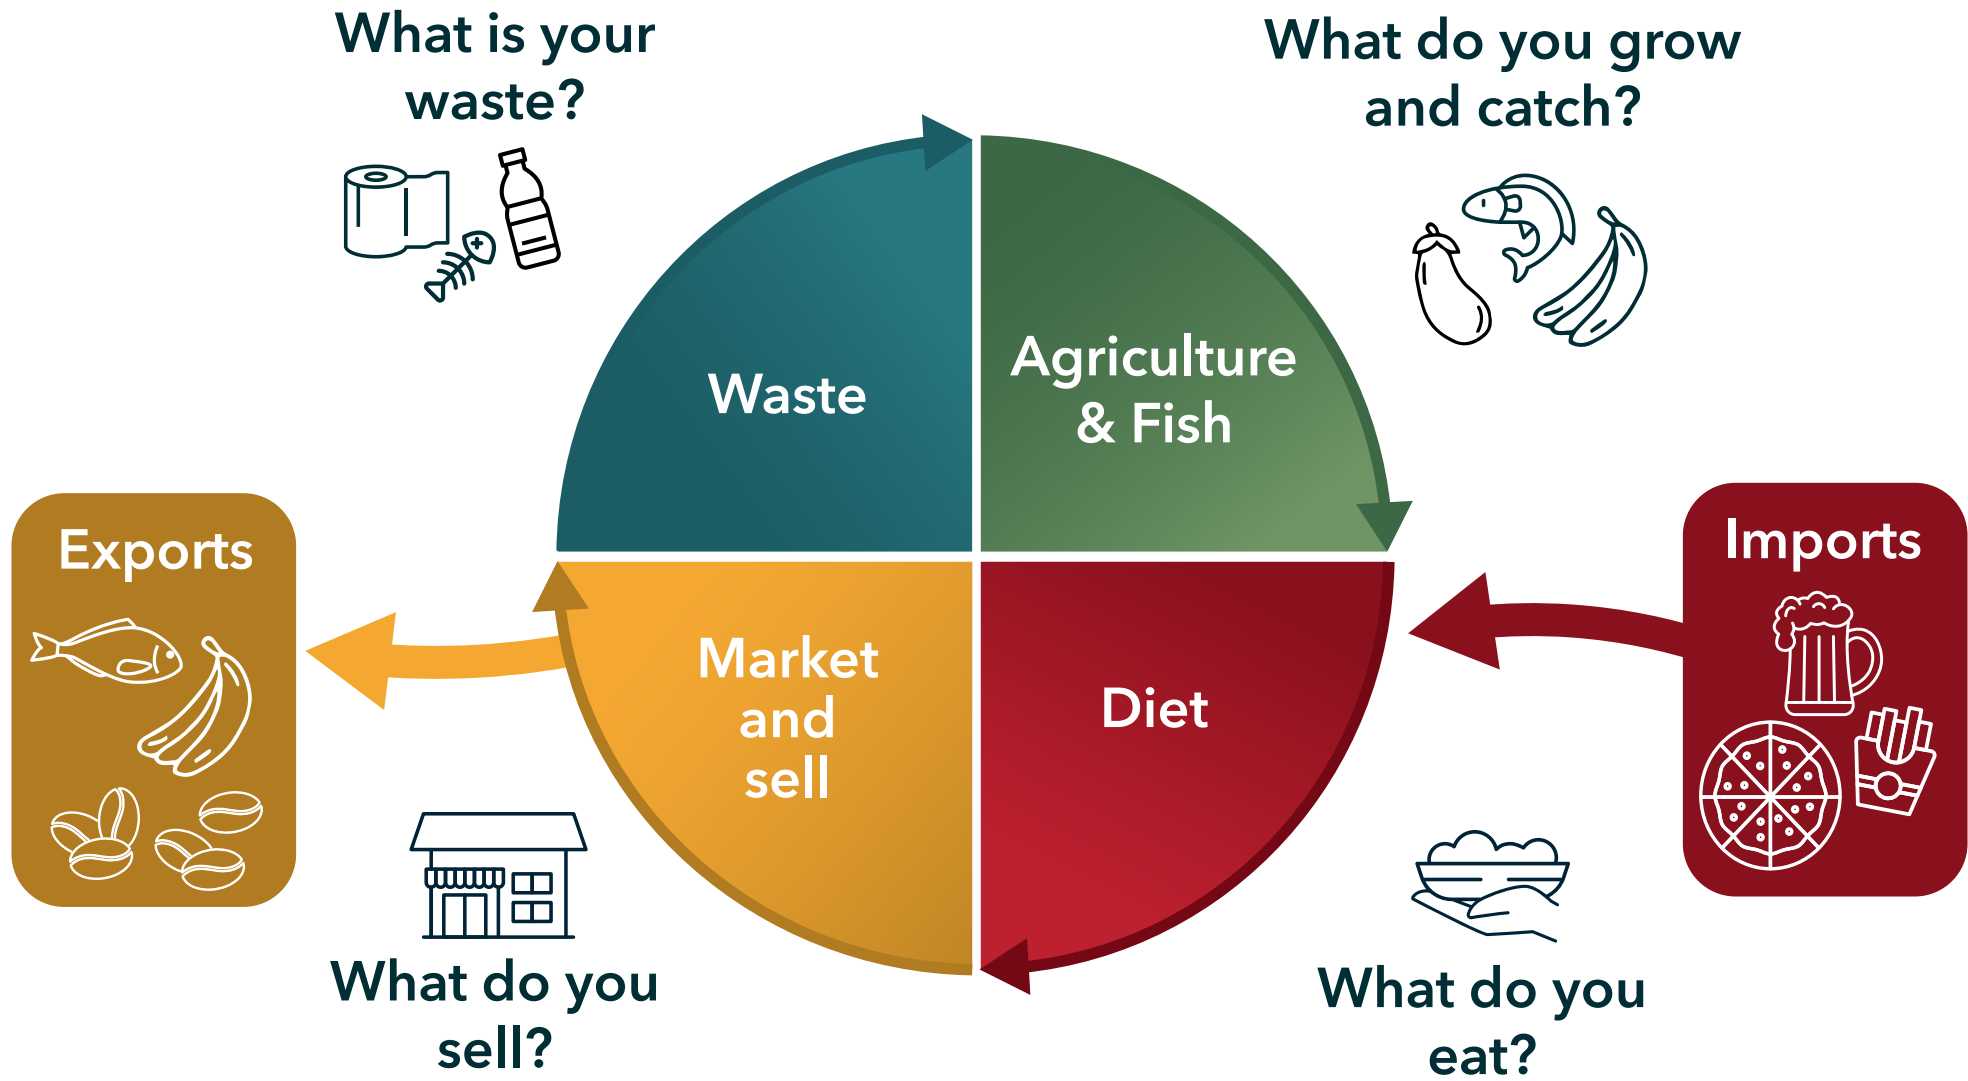 What is your
waste?
What do you grow
and catch?
Waste
Agriculture
& Fish
Exports
Imports
Market
and
sell
Diet
What do you
sell?
What do you
eat?